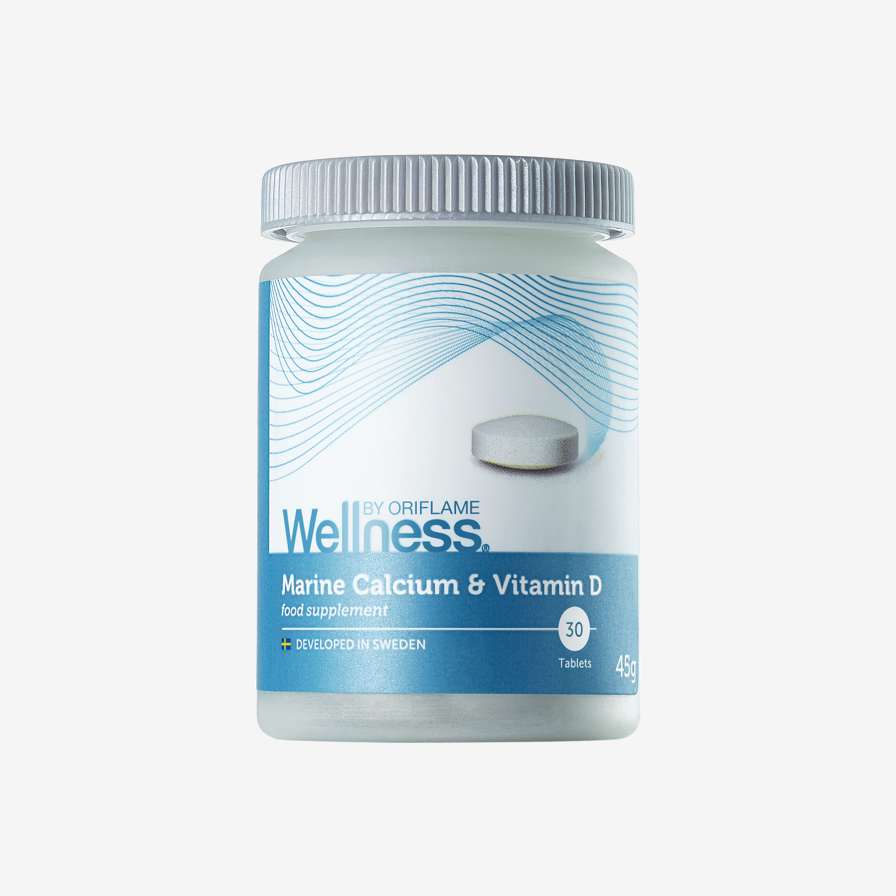 BY ORIFLAME
Wellness®
Marine Calcium & Vitamin D
food supplement
DEVELOPED IN SWEDEN
30
Tablets
45g